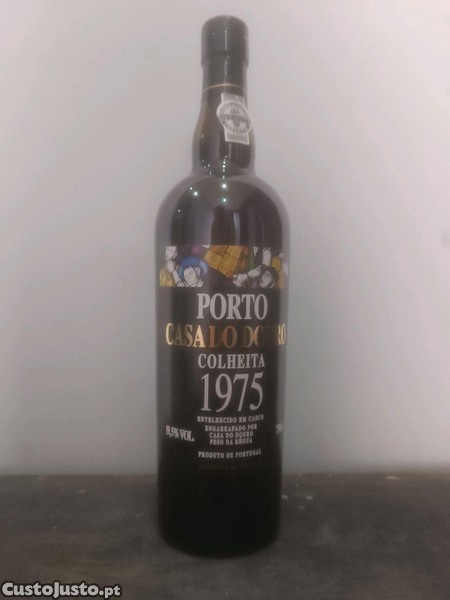 PORTO
CASA DO DOURO
COLHEITA
1975
ENVELHECIDO EM CASCO
ENGARRAFADO POR
CASA DO DOURO
PESO DA RÉGUA
PRODUTO DE PORTUGAL
CustoJusto.pt